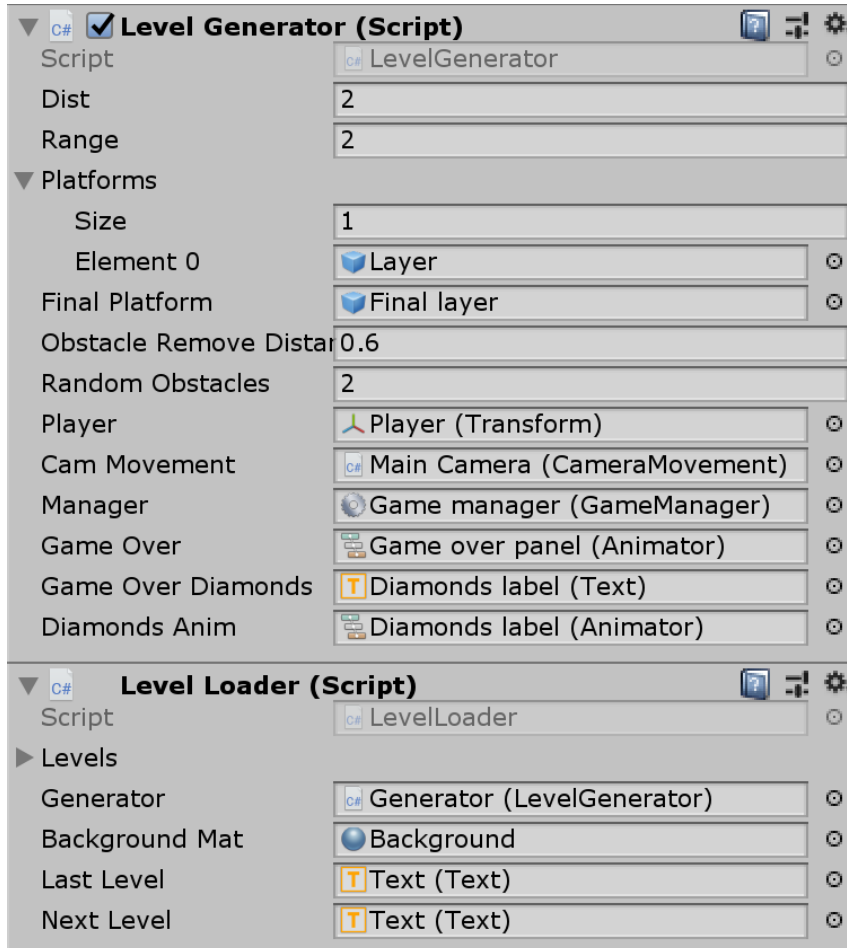 Level Generator (Script)
Script LevelGenerator
Dist 2
Range 2
Platforms
Size 1
Element 0 Layer
Final Platform Final layer
Obstacle Remove Distar 0.6
Random Obstacles 2
Player Player (Transform)
Cam Movement Main Camera (CameraMovement)
Manager Game manager (GameManager)
Game Over Game over panel (Animator)
Game Over Diamonds Diamonds label (Text)
Diamonds Anim Diamonds label (Animator)
C# Level Loader (Script)
Script LevelLoader
Levels
Generator Generator (LevelGenerator)
Background Mat Background
Last Level Text (Text)
Next Level Text (Text)